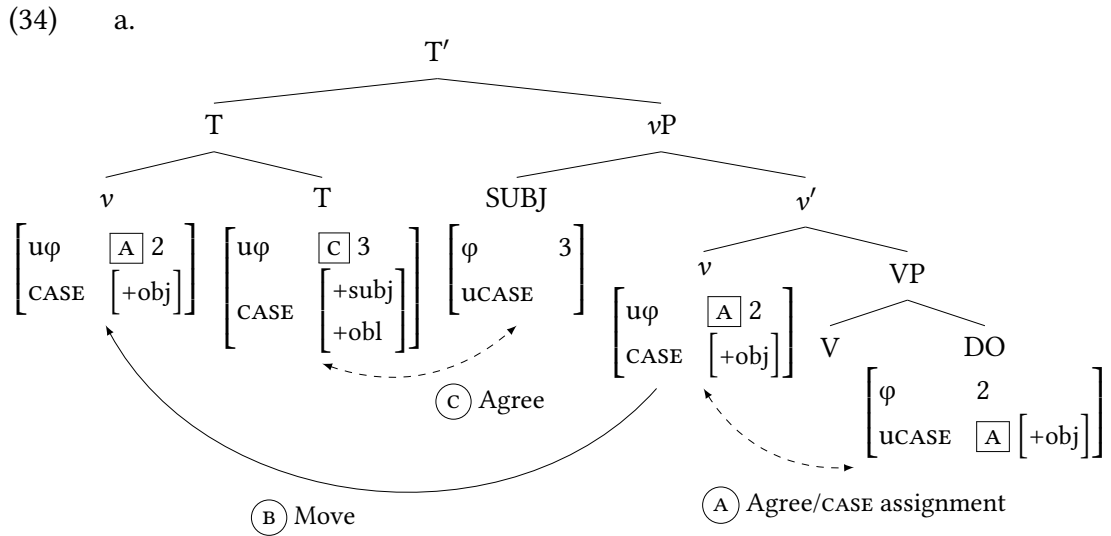 (34) a.
T′
T vP
v T SUBJ v′
[uφ A 2 [uφ C 3 [φ 3 v VP
CASE [+obj]] CASE [+subj +obl]] uCASE ] [uφ A 2 V DO
CASE [+obj]] [φ 2
C Agree uCASE A [+obj]]
B Move A Agree/CASE assignment